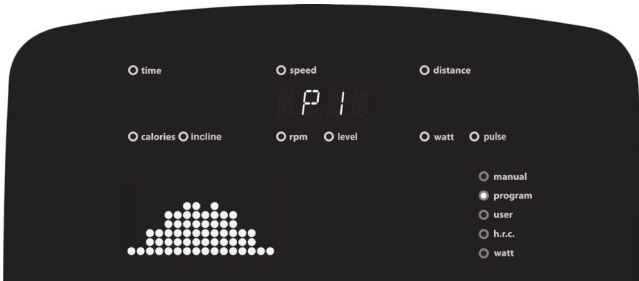 time speed distance
P1
calories incline rpm level watt pulse
manual
program
user
h.r.c.
watt